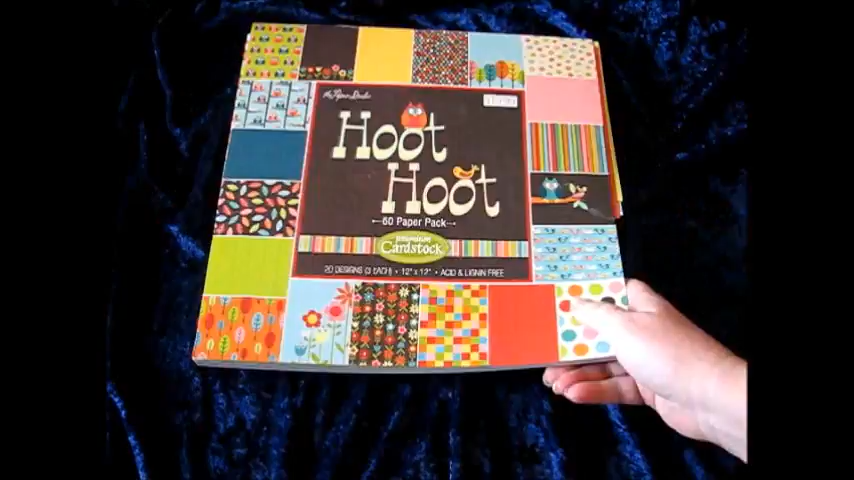 the Paper Studio
Hoot
Hoot
60 Paper Pack
Cardstock
20 DESIGNS (3 EACH) • 12" x 12" • ACID & LIGNIN FREE